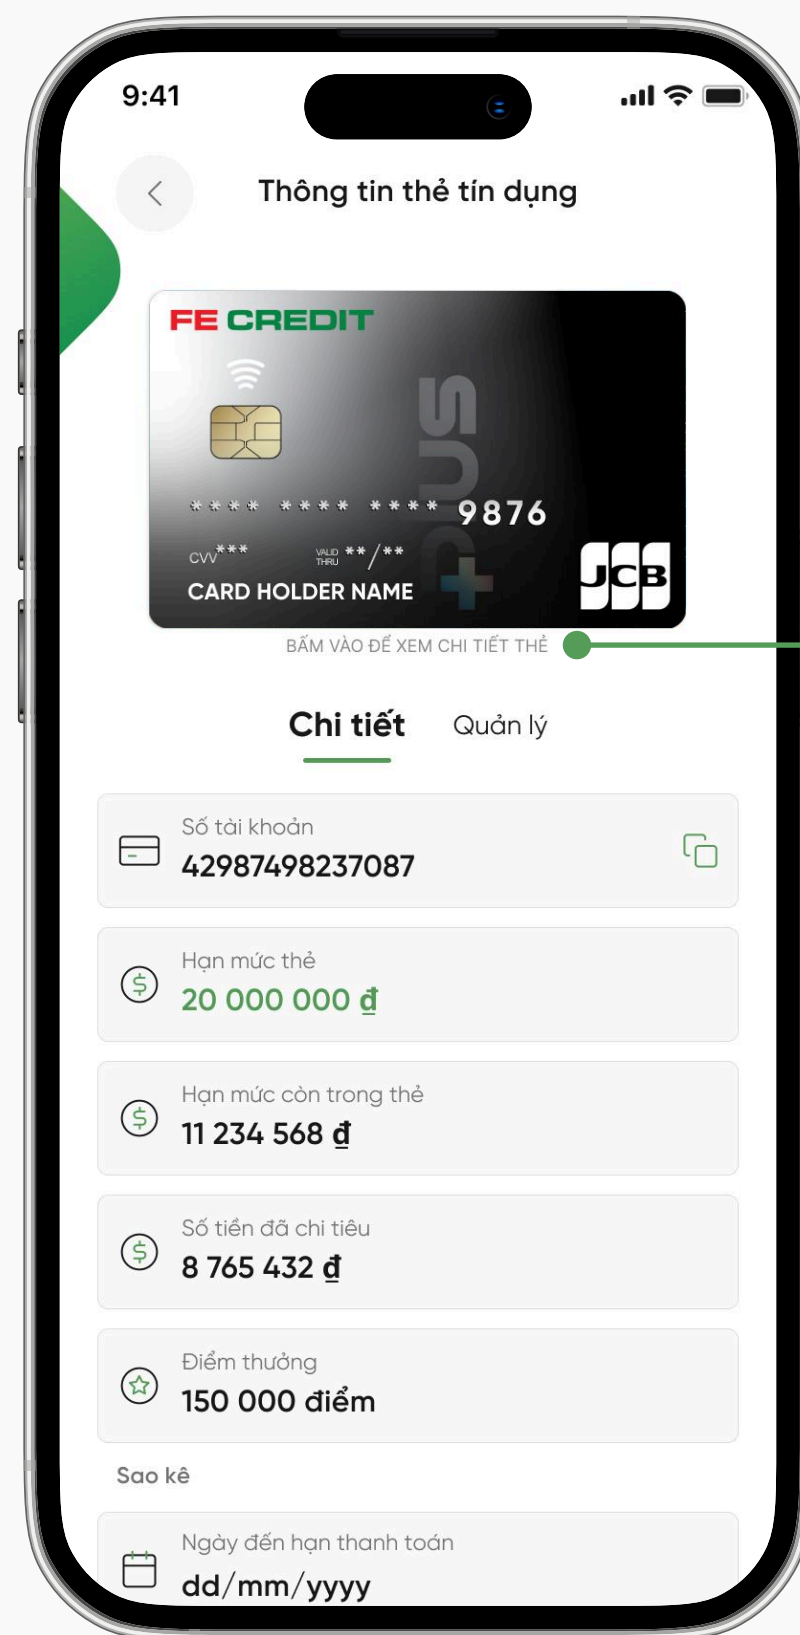 9:41
Thông tin thẻ tín dụng
FE CREDIT
plus
**** **** **** 9876
CVV*** VALID THRU **/**
CARD HOLDER NAME
JCB
BẤM VÀO ĐỂ XEM CHI TIẾT THẺ
Chi tiết Quản lý
Số tài khoản
42987498237087
Hạn mức thẻ
20 000 000 ₫
Hạn mức còn trong thẻ
11 234 568 ₫
Số tiền đã chi tiêu
8 765 432 ₫
Điểm thưởng
150 000 điểm
Sao kê
Ngày đến hạn thanh toán
dd/mm/yyyy